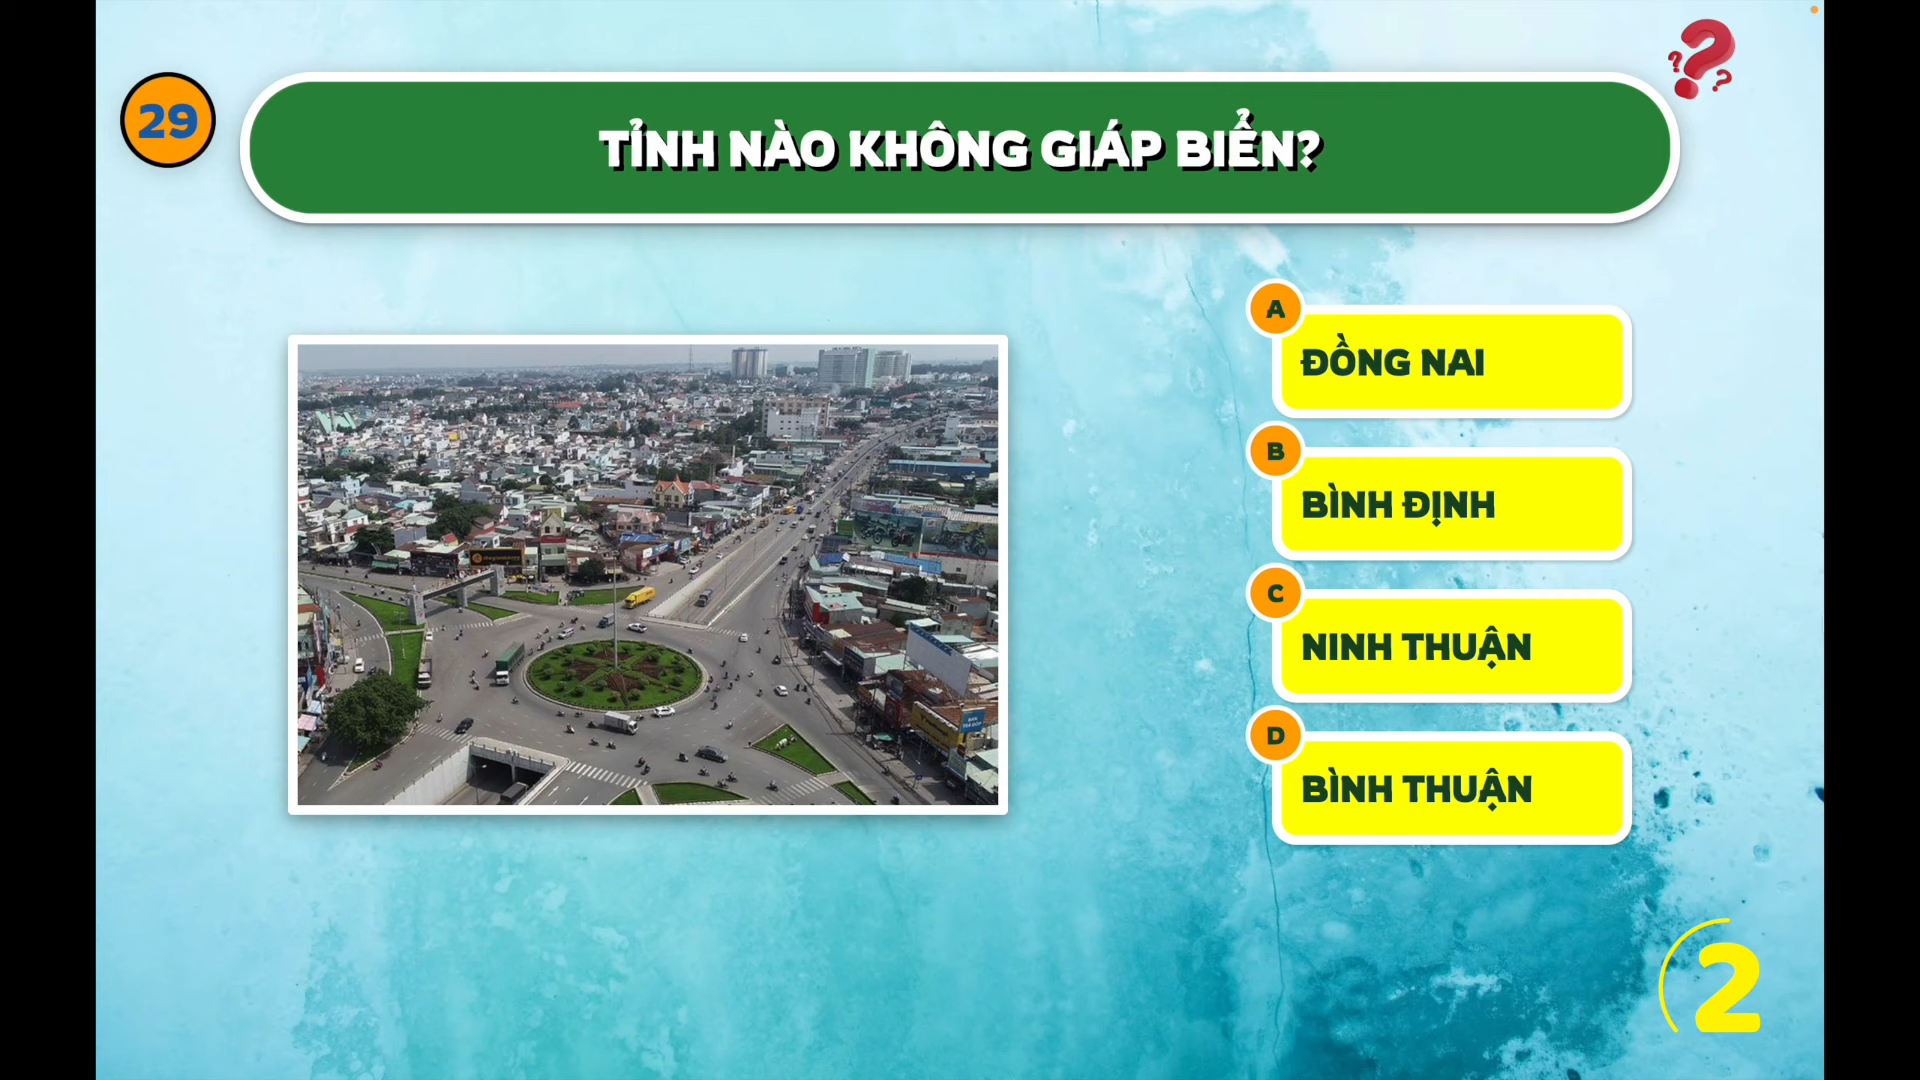 29
TỈNH NÀO KHÔNG GIÁP BIỂN?
A
ĐỒNG NAI
B
BÌNH ĐỊNH
C
NINH THUẬN
D
BÌNH THUẬN
2